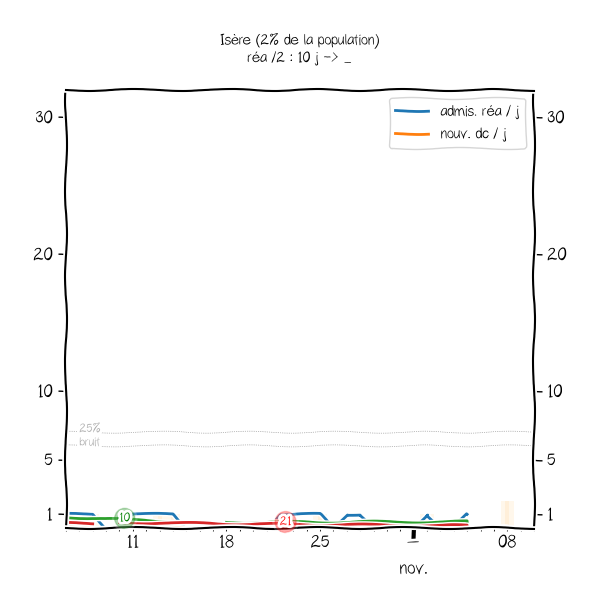 Isère (2% de la population)
réa /2 : 10 j -> _
admis. réa / j
nouv. dc / j
30 30
20 20
10 10
25%
bruit
5 5
1 10 21 1
11 18 25 08
nov.